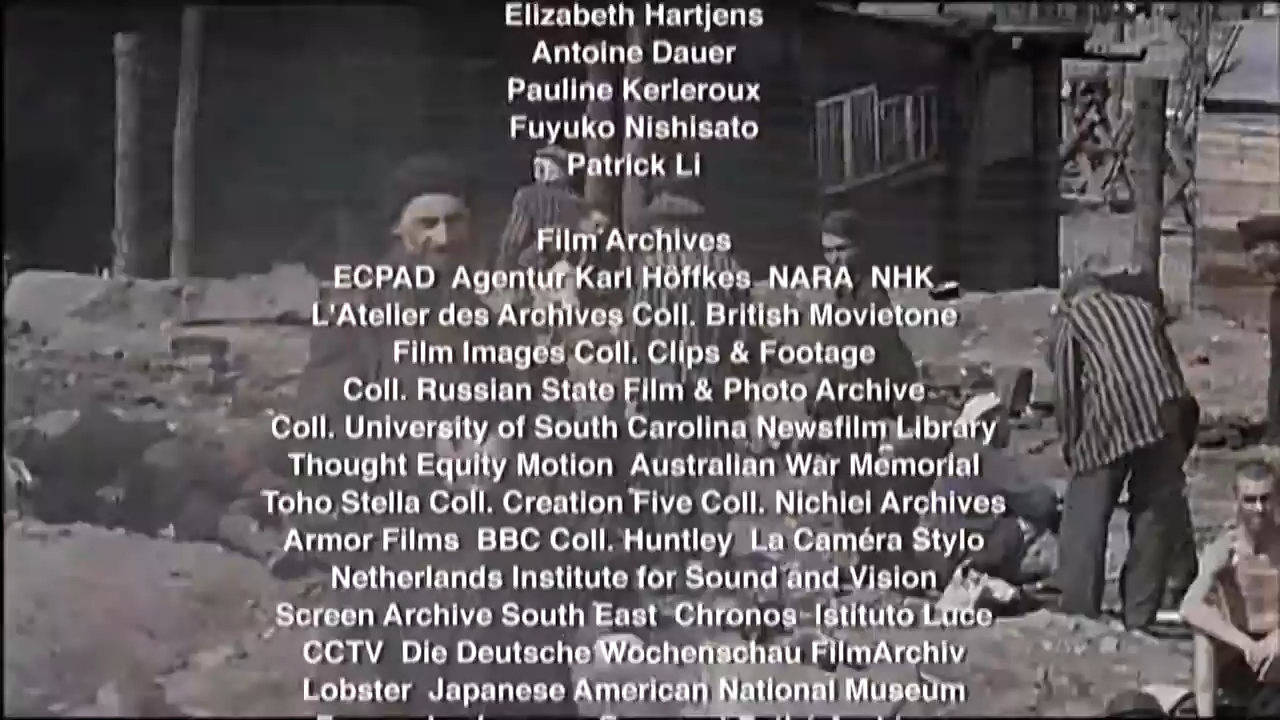 Elizabeth Hartjens
Antoine Dauer
Pauline Kerleroux
Fuyuko Nishisato
Patrick Li
Film Archives
ECPAD Agentur Karl Höffkes NARA NHK
L'Atelier des Archives Coll. British Movietone
Film Images Coll. Clips & Footage
Coll. Russian State Film & Photo Archive
Coll. University of South Carolina Newsfilm Library
Thought Equity Motion Australian War Memorial
Toho Stella Coll. Creation Five Coll. Nichiei Archives
Armor Films BBC Coll. Huntley La Caméra Stylo
Netherlands Institute for Sound and Vision
Screen Archive South East Chronos Istituto Luce
CCTV Die Deutsche Wochenschau FilmArchiv
Lobster Japanese American National Museum